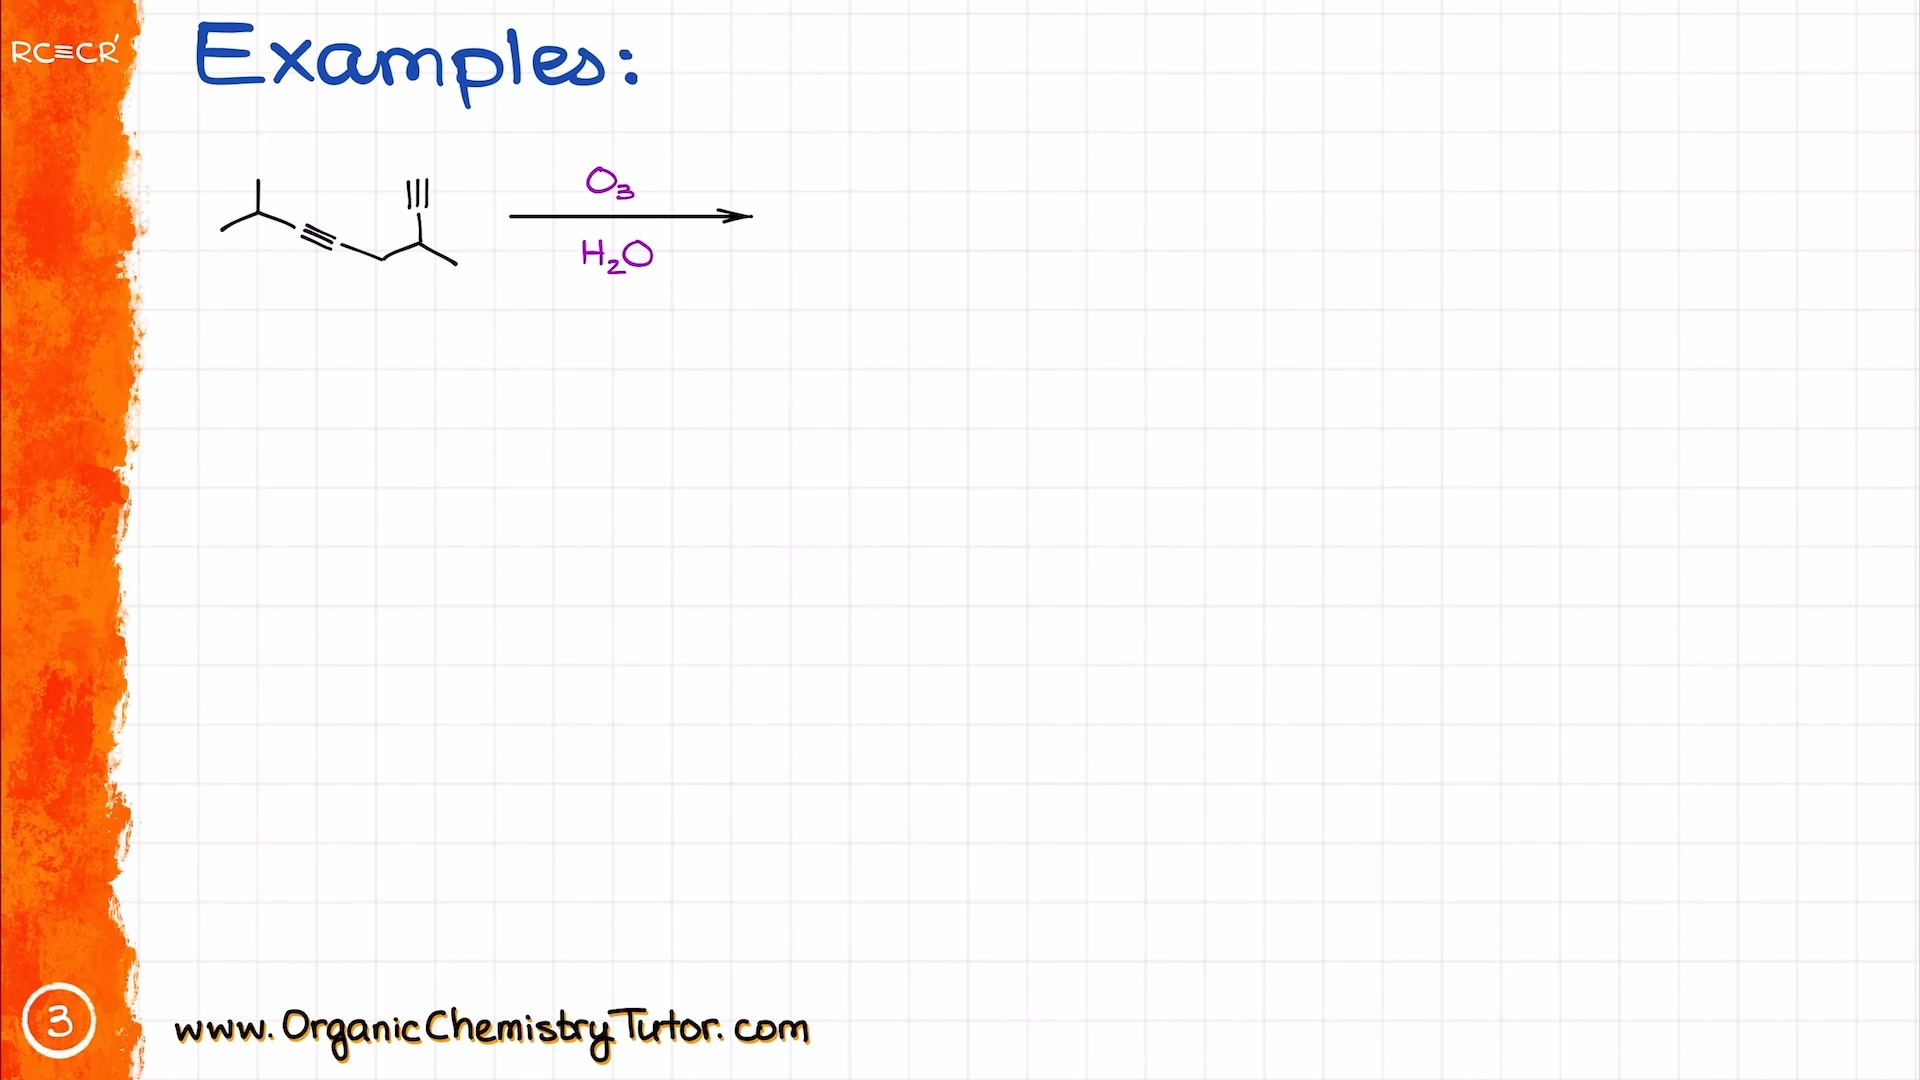 RC≡CR′
Examples:
O₃
H₂O
3
www.OrganicChemistryTutor.com